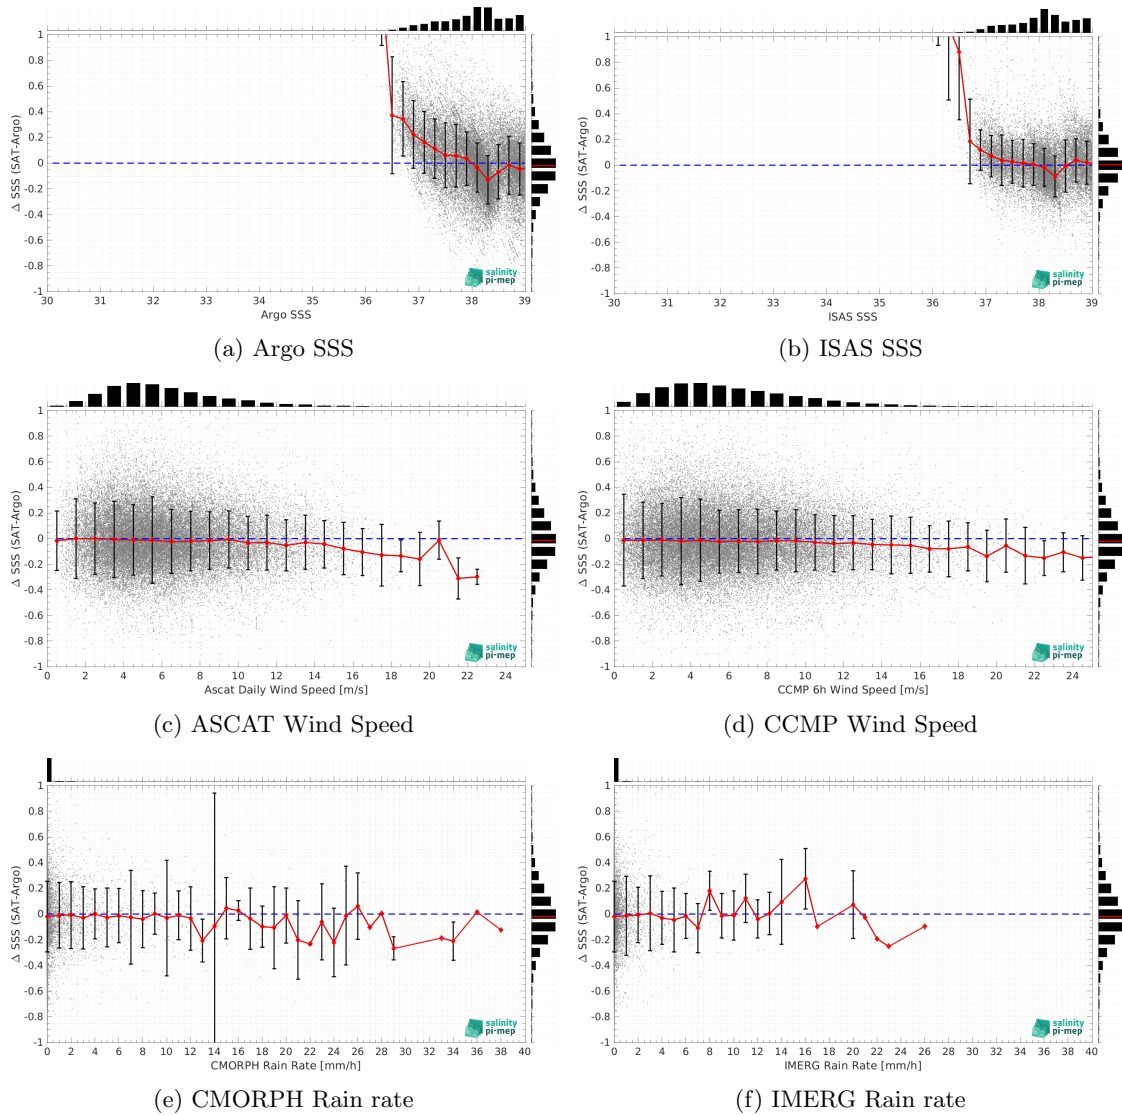 1
0.8
0.6
0.4
0.2
0
-0.2
-0.4
-0.6
-0.8
-1
Δ SSS (SAT-Argo)
30 31 32 33 34 35 36 37 38 39
Argo SSS
salinity
pi-mep
(a) Argo SSS
1
0.8
0.6
0.4
0.2
0
-0.2
-0.4
-0.6
-0.8
-1
Δ SSS (SAT-Argo)
30 31 32 33 34 35 36 37 38 39
ISAS SSS
salinity
pi-mep
(b) ISAS SSS
1
0.8
0.6
0.4
0.2
0
-0.2
-0.4
-0.6
-0.8
-1
Δ SSS (SAT-Argo)
0 2 4 6 8 10 12 14 16 18 20 22 24
Ascat Daily Wind Speed [m/s]
salinity
pi-mep
(c) ASCAT Wind Speed
1
0.8
0.6
0.4
0.2
0
-0.2
-0.4
-0.6
-0.8
-1
Δ SSS (SAT-Argo)
0 2 4 6 8 10 12 14 16 18 20 22 24
CCMP 6h Wind Speed [m/s]
salinity
pi-mep
(d) CCMP Wind Speed
1
0.8
0.6
0.4
0.2
0
-0.2
-0.4
-0.6
-0.8
-1
Δ SSS (SAT-Argo)
0 2 4 6 8 10 12 14 16 18 20 22 24 26 28 30 32 34 36 38 40
CMORPH Rain Rate [mm/h]
salinity
pi-mep
(e) CMORPH Rain rate
1
0.8
0.6
0.4
0.2
0
-0.2
-0.4
-0.6
-0.8
-1
Δ SSS (SAT-Argo)
0 2 4 6 8 10 12 14 16 18 20 22 24 26 28 30 32 34 36 38 40
IMERG Rain Rate [mm/h]
salinity
pi-mep
(f) IMERG Rain rate